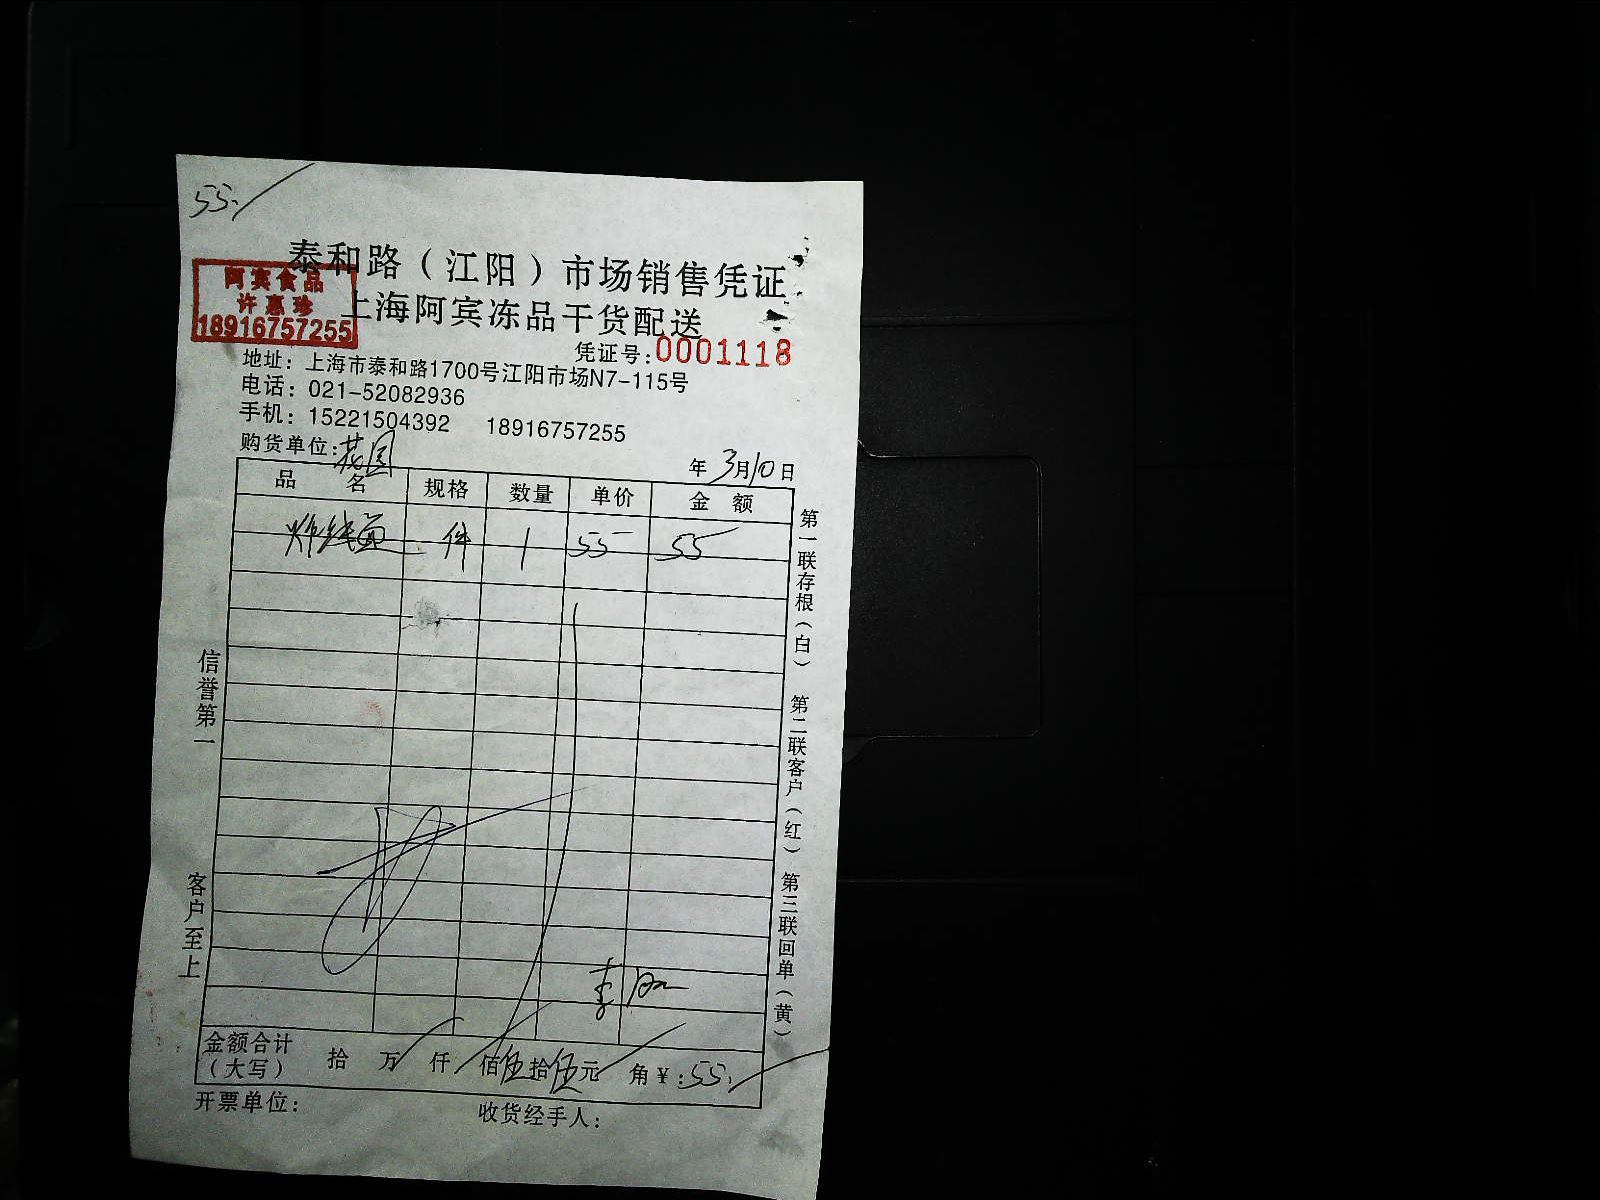 55.
泰和路（江阳）市场销售凭证
阿宾食品
许惠珍
18916757255
上海阿宾冻品干货配送
凭证号:0001118
地址：上海市泰和路1700号江阳市场N7-115号
电话：021-52082936
手机：15221504392 18916757255
购货单位:花园
年3月10日
品名 规格 数量 单价 金额
炸线面 件 1 55 55
第一联存根（白） 第二联客户（红） 第三联回单（黄）
信誉第一
客户至上
金额合计（大写） 拾 万 仟 佰伍拾伍元 角￥:55.
开票单位：
收货经手人：